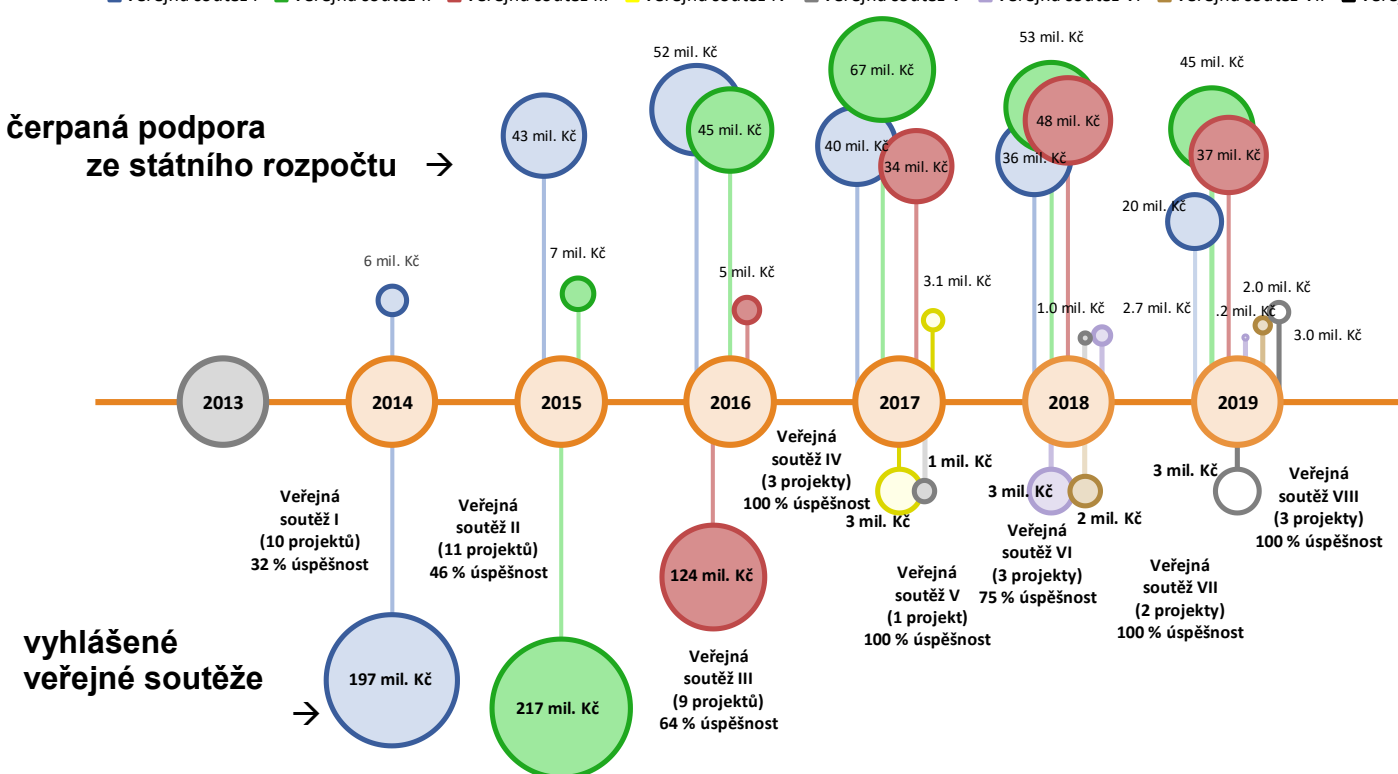 52 mil. Kč
67 mil. Kč
53 mil. Kč
45 mil. Kč
čerpaná podpora
ze státního rozpočtu →
43 mil. Kč
45 mil. Kč
40 mil. Kč
34 mil. Kč
36 mil. Kč
48 mil. Kč
37 mil. Kč
20 mil. Kč
6 mil. Kč
7 mil. Kč
5 mil. Kč
3.1 mil. Kč
1.0 mil. Kč
2.7 mil. Kč
.2 mil. Kč
2.0 mil. Kč
3.0 mil. Kč
2013
2014
2015
2016
2017
2018
2019
Veřejná
soutěž I
(10 projektů)
32 % úspěšnost
Veřejná
soutěž II
(11 projektů)
46 % úspěšnost
Veřejná
soutěž IV
(3 projekty)
100 % úspěšnost
3 mil. Kč
1 mil. Kč
3 mil. Kč
2 mil. Kč
3 mil. Kč
Veřejná
soutěž VIII
(3 projekty)
100 % úspěšnost
Veřejná
soutěž V
(1 projekt)
100 % úspěšnost
Veřejná
soutěž VI
(3 projekty)
75 % úspěšnost
Veřejná
soutěž VII
(2 projekty)
100 % úspěšnost
vyhlášené
veřejné soutěže
→
197 mil. Kč
217 mil. Kč
124 mil. Kč
Veřejná
soutěž III
(9 projektů)
64 % úspěšnost